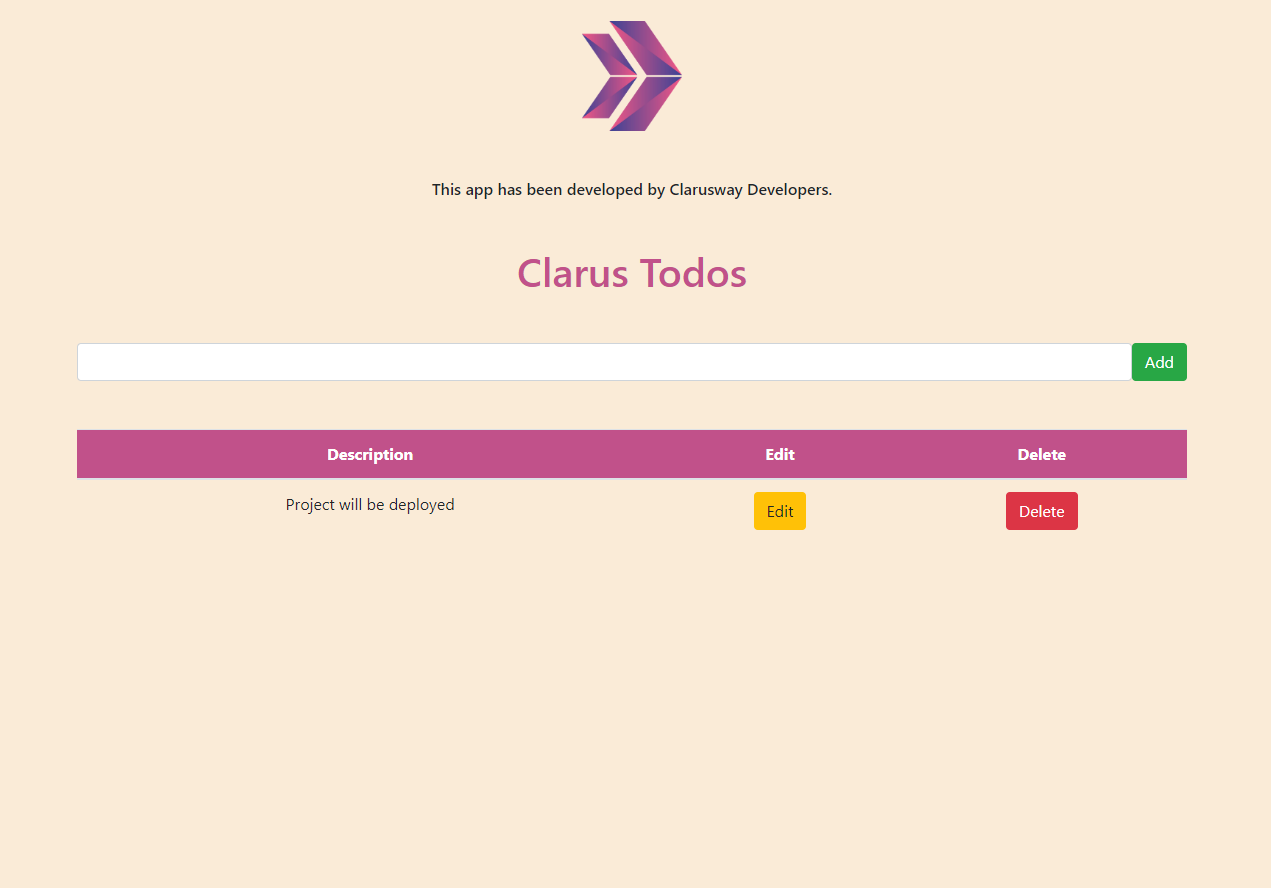 This app has been developed by Clarusway Developers.
Clarus Todos
Add
Description Edit Delete
Project will be deployed Edit Delete